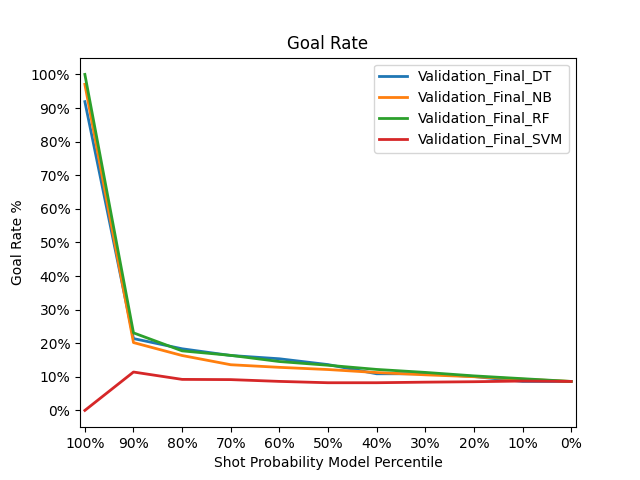 Goal Rate
Validation_Final_DT
Validation_Final_NB
Validation_Final_RF
Validation_Final_SVM
100%
90%
80%
70%
60%
50%
40%
30%
20%
10%
0%
Goal Rate %
100% 90% 80% 70% 60% 50% 40% 30% 20% 10% 0%
Shot Probability Model Percentile